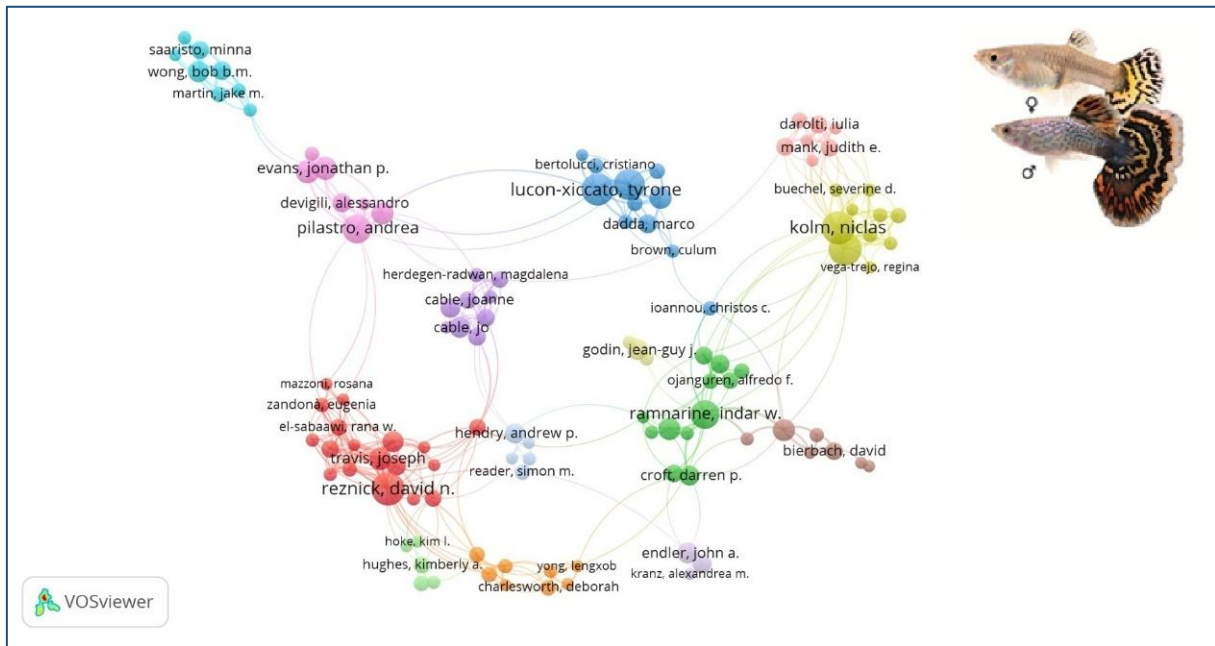 saaristo, minna
wong, bob b.m.
martin, jake m.
evans, jonathan p.
devigili, alessandro
pilastro, andrea
bertolucci, cristiano
lucon-xiccato, tyrone
dadda, marco
brown, culum
darolti, iulia
mank, judith e.
buechel, severine d.
kolm, niclas
vega-trejo, regina
♀
♂
herdegen-radwan, magdalena
cable, joanne
cable, jo
ioannou, christos c.
godin, jean-guy j.
ojanguren, alfredo f.
ramnarine, indar w.
bierbach, david
croft, darren p.
mazzoni, rosana
zandonà, eugenia
el-sabaawi, rana w.
travis, joseph
reznick, david n.
hendry, andrew p.
reader, simon m.
hoke, kim l.
hughes, kimberly a.
yong, lengxob
charlesworth, deborah
endler, john a.
kranz, alexandrea m.
VOSviewer